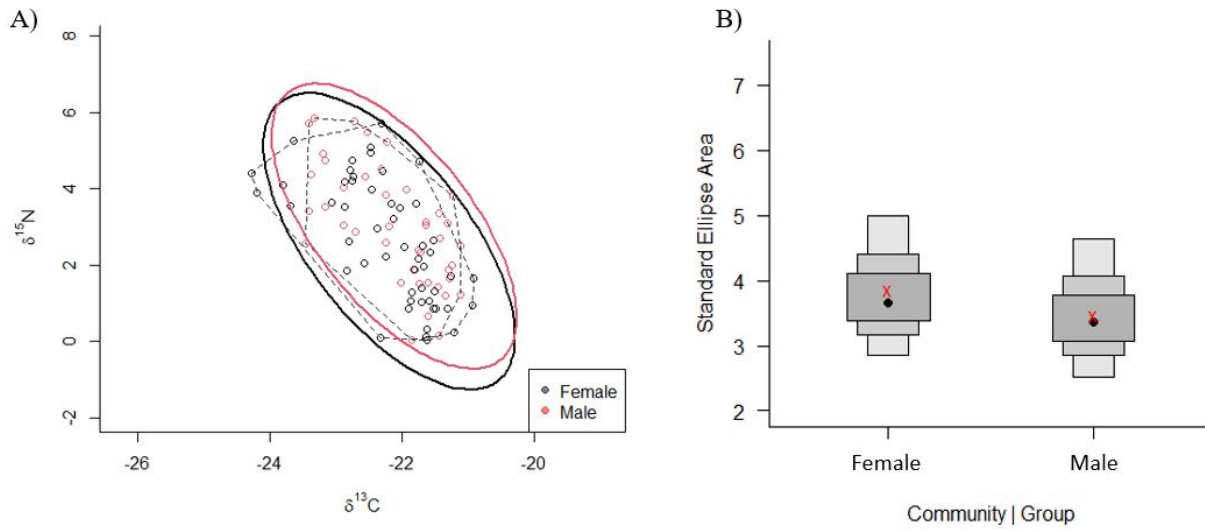 A)
8
6
4
2
0
-2
δ15N
-26
-24
-22
-20
δ13C
Female
Male
B)
7
6
5
4
3
2
Standard Ellipse Area
X
X
Female
Male
Community | Group